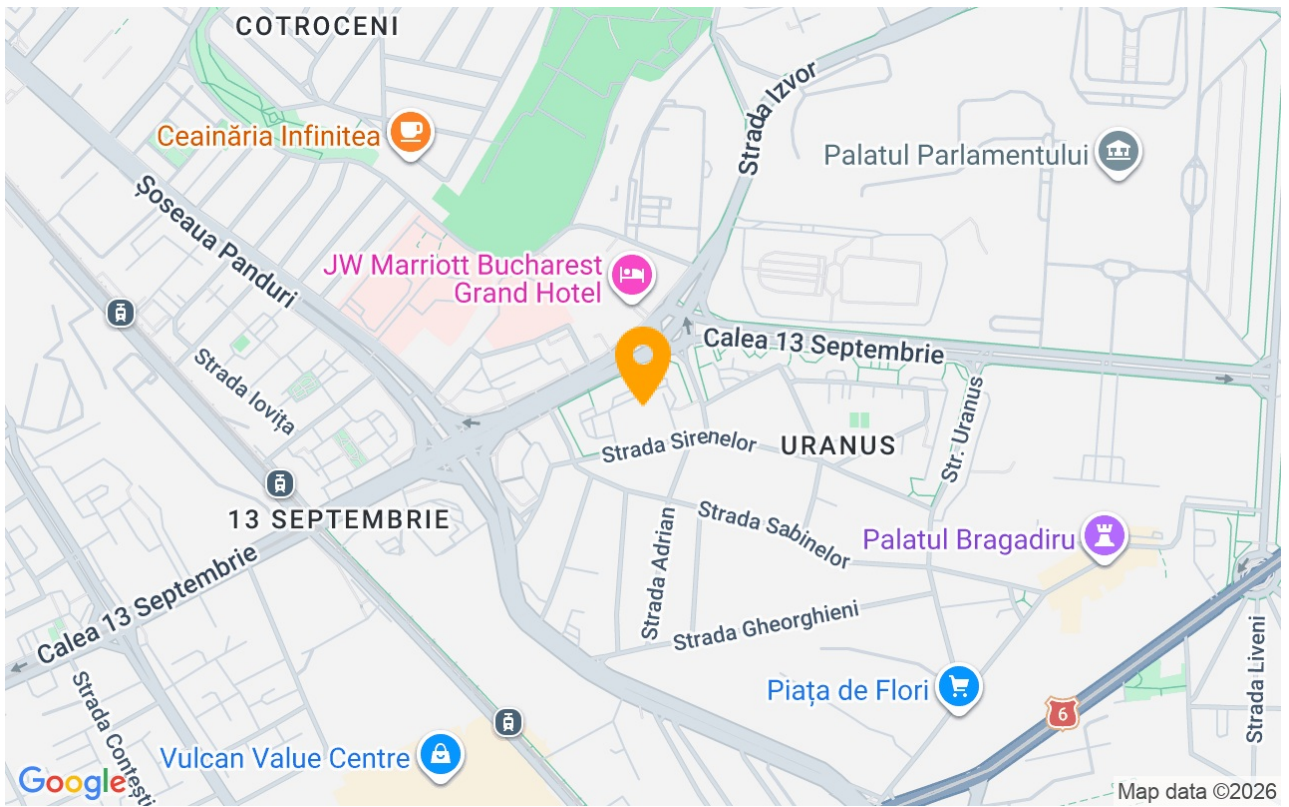 COTROCENI
Ceainăria Infinitea
Strada Izvor
Palatul Parlamentului
Șoseaua Panduri
JW Marriott Bucharest
Grand Hotel
Calea 13 Septembrie
Strada Iovița
Str. Uranus
Strada Sirenelor
URANUS
13 SEPTEMBRIE
Strada Sabinelor
Palatul Bragadiru
Strada Adrian
Calea 13 Septembrie
Strada Gheorghieni
Strada Liveni
Piața de Flori
6
Strada Contești
Vulcan Value Centre
Google
Map data ©2026